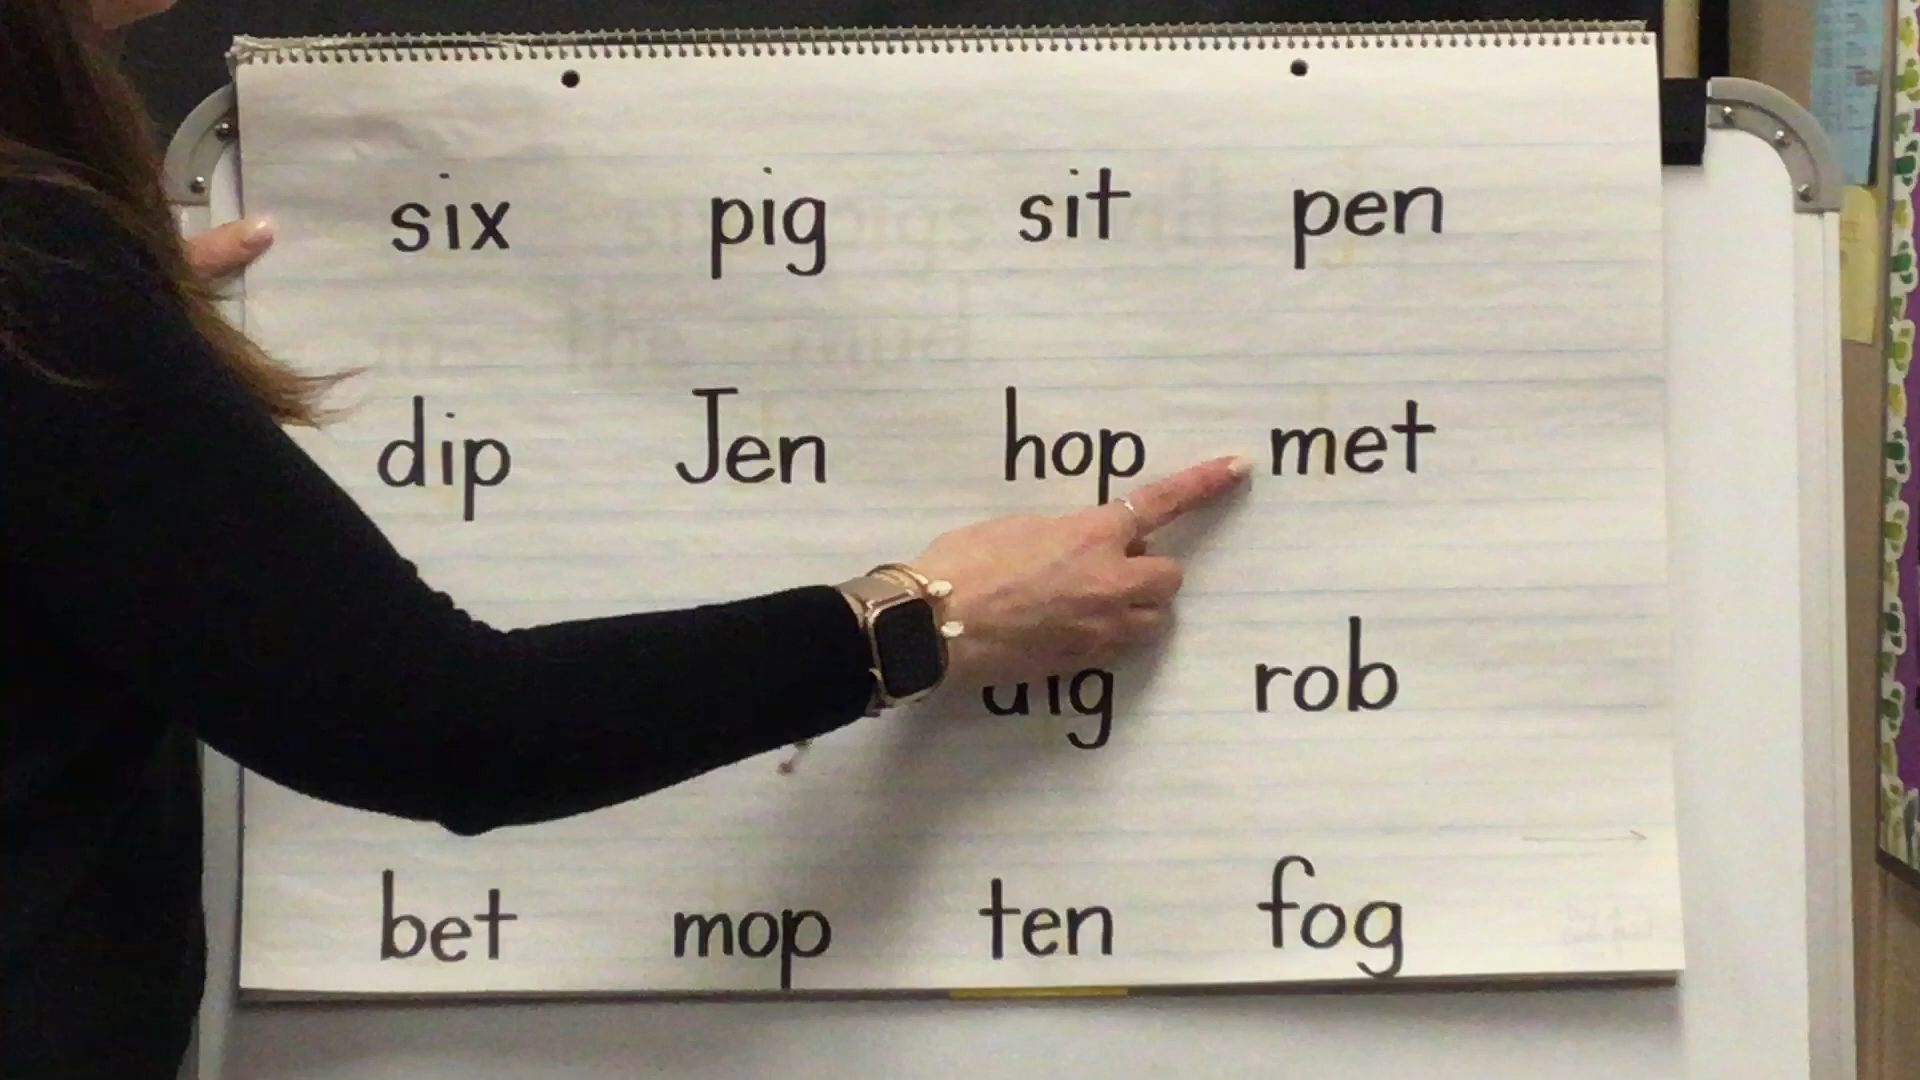 six pig sit pen
dip Jen hop met
rob
bet mop ten fog